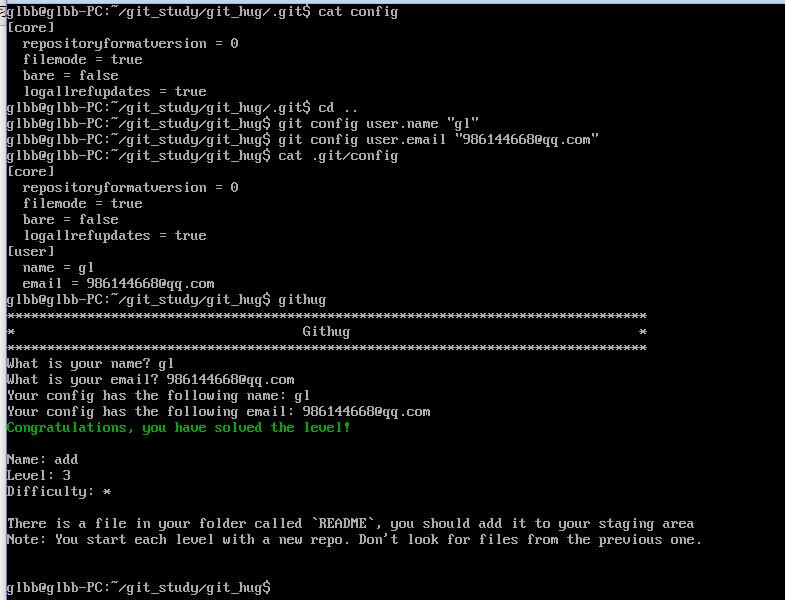 glbb@glbb-PC:~/git_study/git_hug/.git$ cat config
[core]
  repositoryformatversion = 0
  filemode = true
  bare = false
  logallrefupdates = true
glbb@glbb-PC:~/git_study/git_hug/.git$ cd ..
glbb@glbb-PC:~/git_study/git_hug$ git config user.name "gl"
glbb@glbb-PC:~/git_study/git_hug$ git config user.email "986144668@qq.com"
glbb@glbb-PC:~/git_study/git_hug$ cat .git/config
[core]
  repositoryformatversion = 0
  filemode = true
  bare = false
  logallrefupdates = true
[user]
  name = gl
  email = 986144668@qq.com
glbb@glbb-PC:~/git_study/git_hug$ githug
********************************************************************************
*                                    Githug                                    *
********************************************************************************
What is your name? gl
What is your email? 986144668@qq.com
Your config has the following name: gl
Your config has the following email: 986144668@qq.com
Congratulations, you have solved the level!
Name: add
Level: 3
Difficulty: *
There is a file in your folder called `README`, you should add it to your staging area
Note: You start each level with a new repo. Don't look for files from the previous one.
glbb@glbb-PC:~/git_study/git_hug$